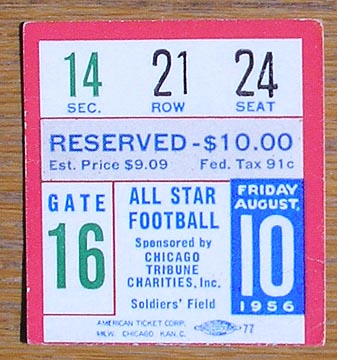 14 21 24
SEC. ROW SEAT
RESERVED - $10.00
Est. Price $9.09 Fed. Tax 91c
GATE
16
ALL STAR
FOOTBALL
Sponsored by
CHICAGO
TRIBUNE
CHARITIES, Inc.
Soldiers' Field
FRIDAY
AUGUST,
10
1956
AMERICAN TICKET CORP.
MILW. CHICAGO KAN. C.
77